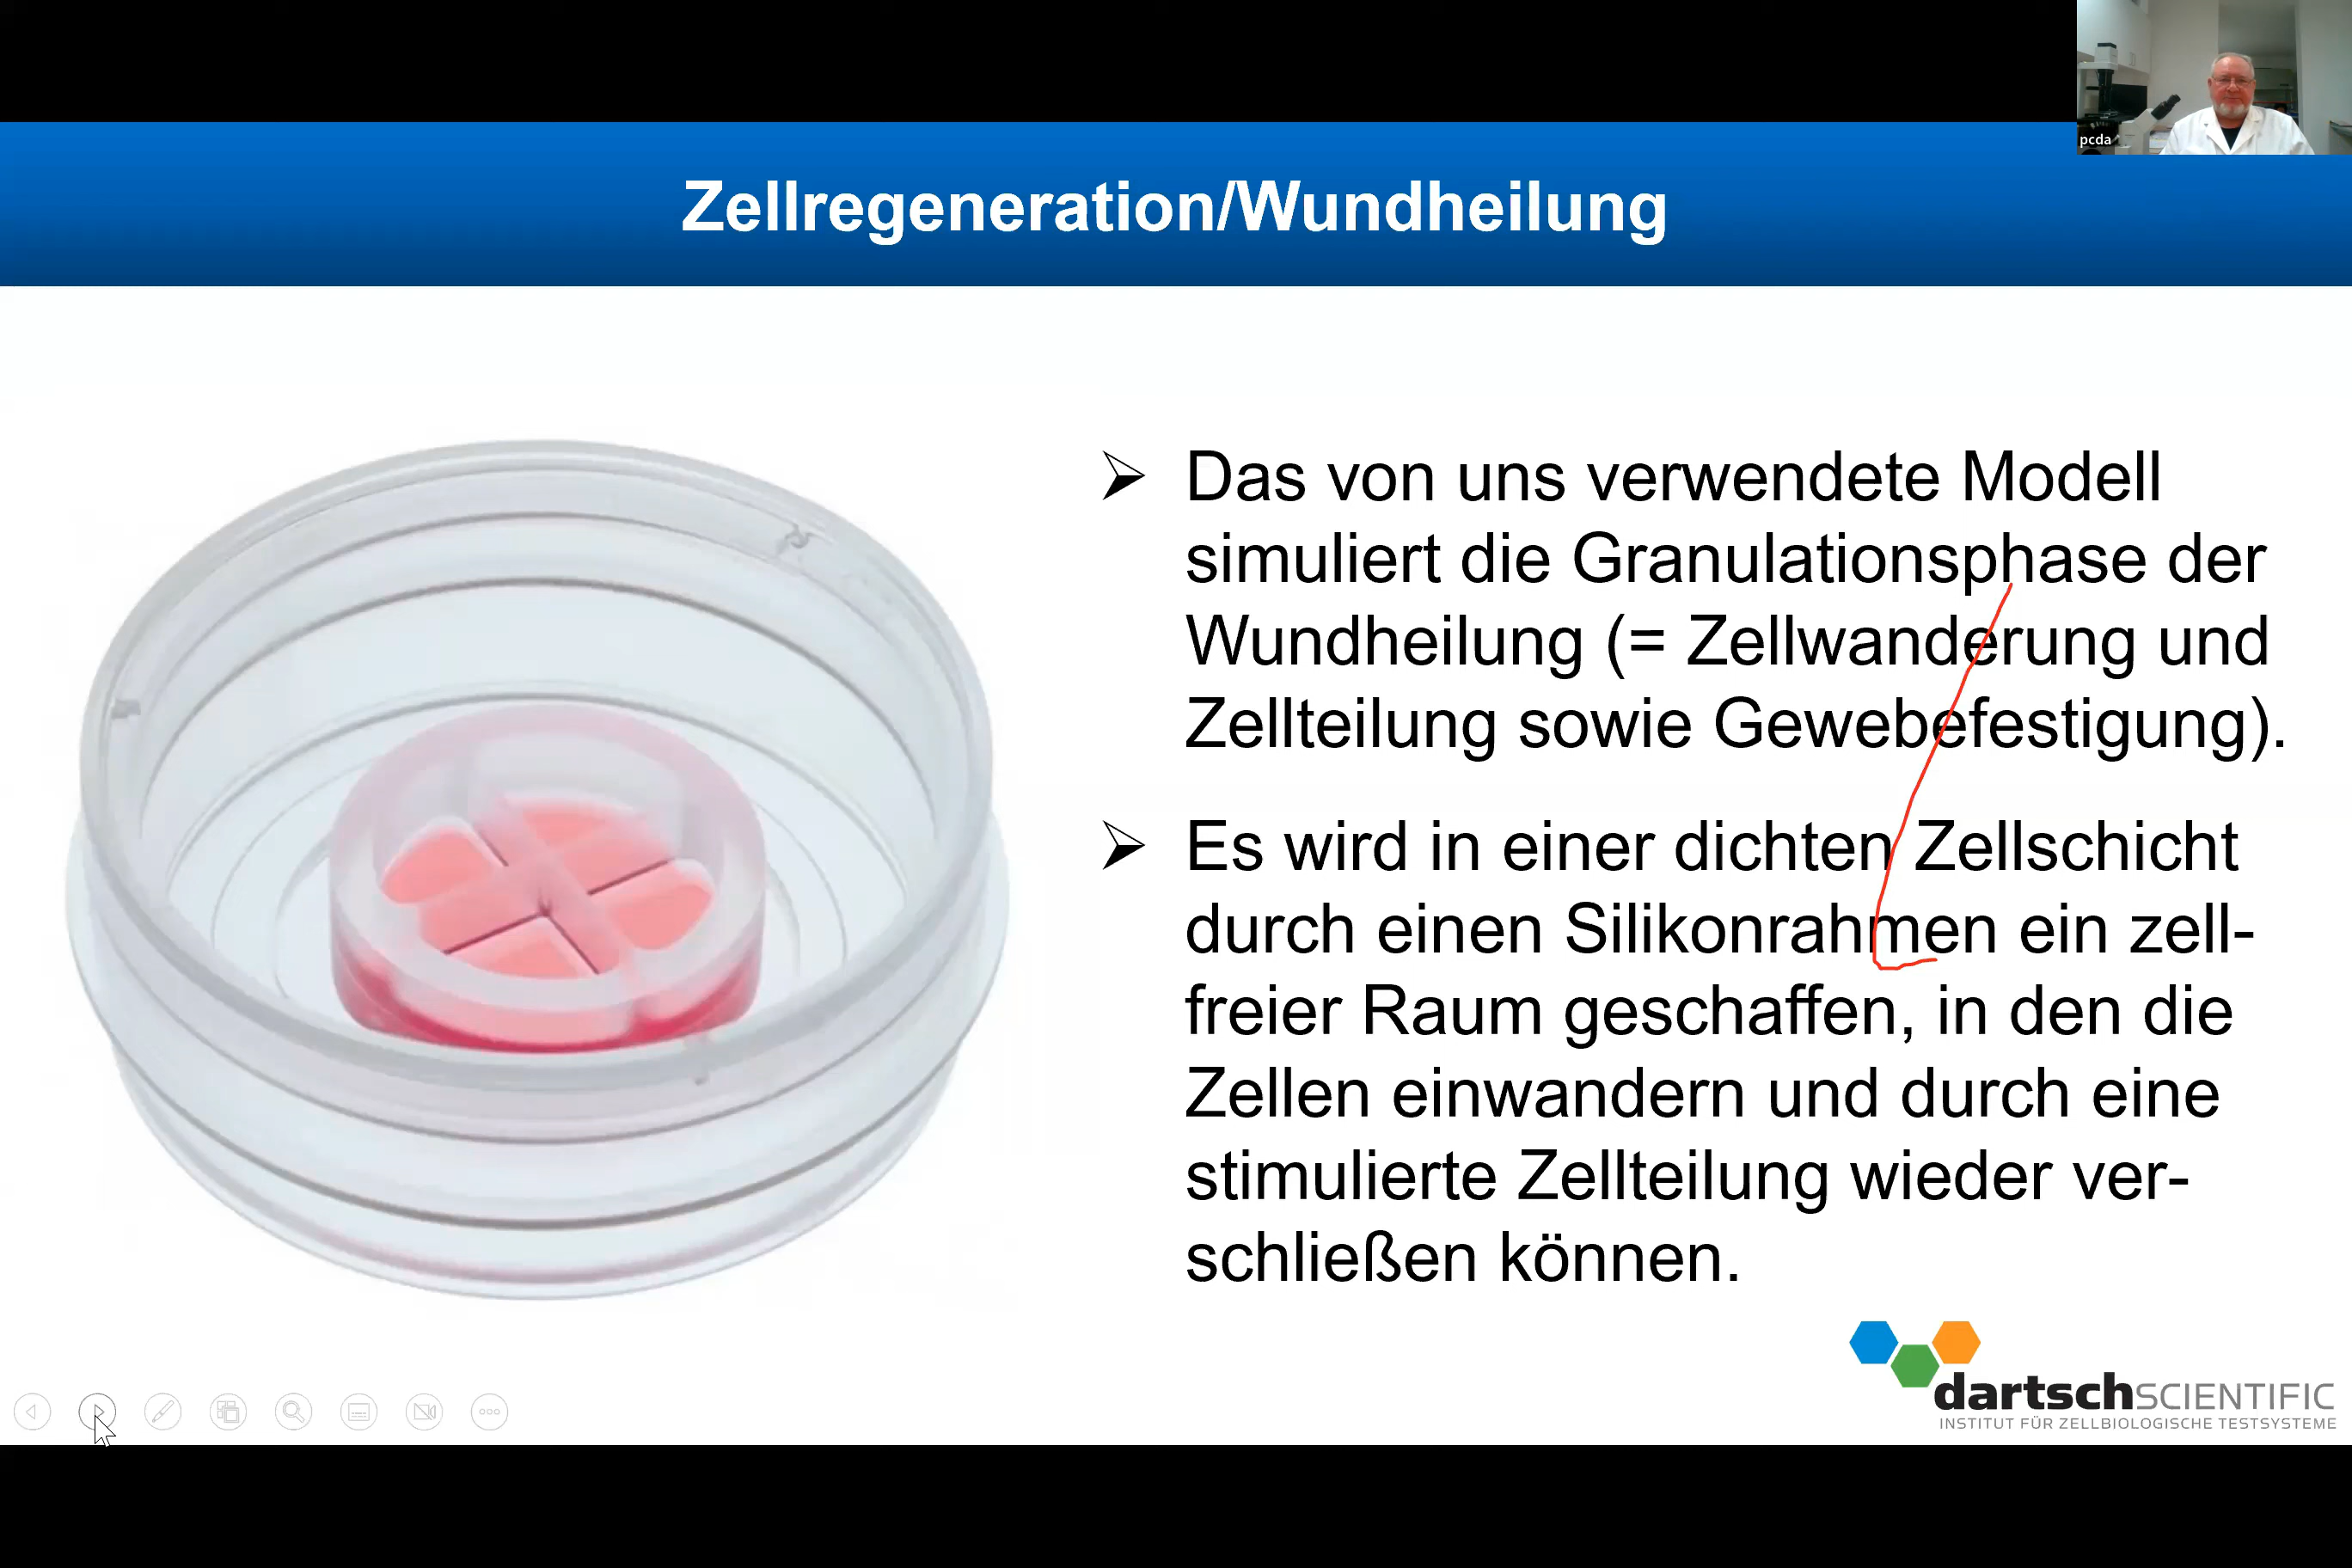 pcda
Zellregeneration/Wundheilung
➢ Das von uns verwendete Modell
simuliert die Granulationsphase der
Wundheilung (= Zellwanderung und
Zellteilung sowie Gewebefestigung).
➢ Es wird in einer dichten Zellschicht
durch einen Silikonrahmen ein zell-
freier Raum geschaffen, in den die
Zellen einwandern und durch eine
stimulierte Zellteilung wieder ver-
schließen können.
dartschSCIENTIFIC
INSTITUT FÜR ZELLBIOLOGISCHE TESTSYSTEME